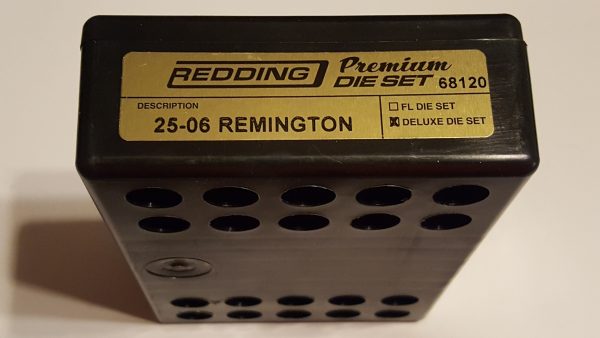 REDDING Premium
DIE SET 68120
DESCRIPTION
25-06 REMINGTON
FL DIE SET
DELUXE DIE SET